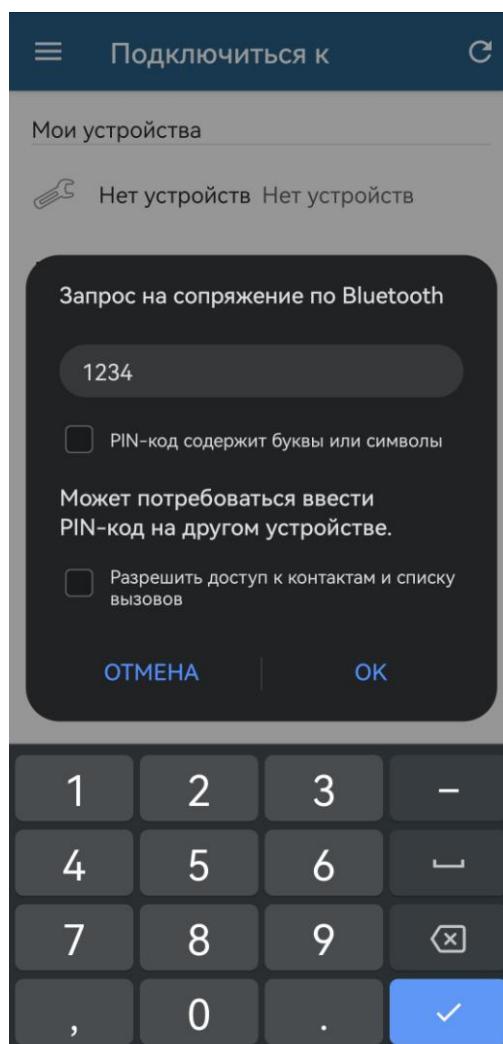 Подключиться к
Мои устройства
Нет устройств Нет устройств
Запрос на сопряжение по Bluetooth
1234
PIN-код содержит буквы или символы
Может потребоваться ввести
PIN-код на другом устройстве.
Разрешить доступ к контактам и списку
вызовов
ОТМЕНА ОК
1 2 3 –
4 5 6
7 8 9
, 0 .